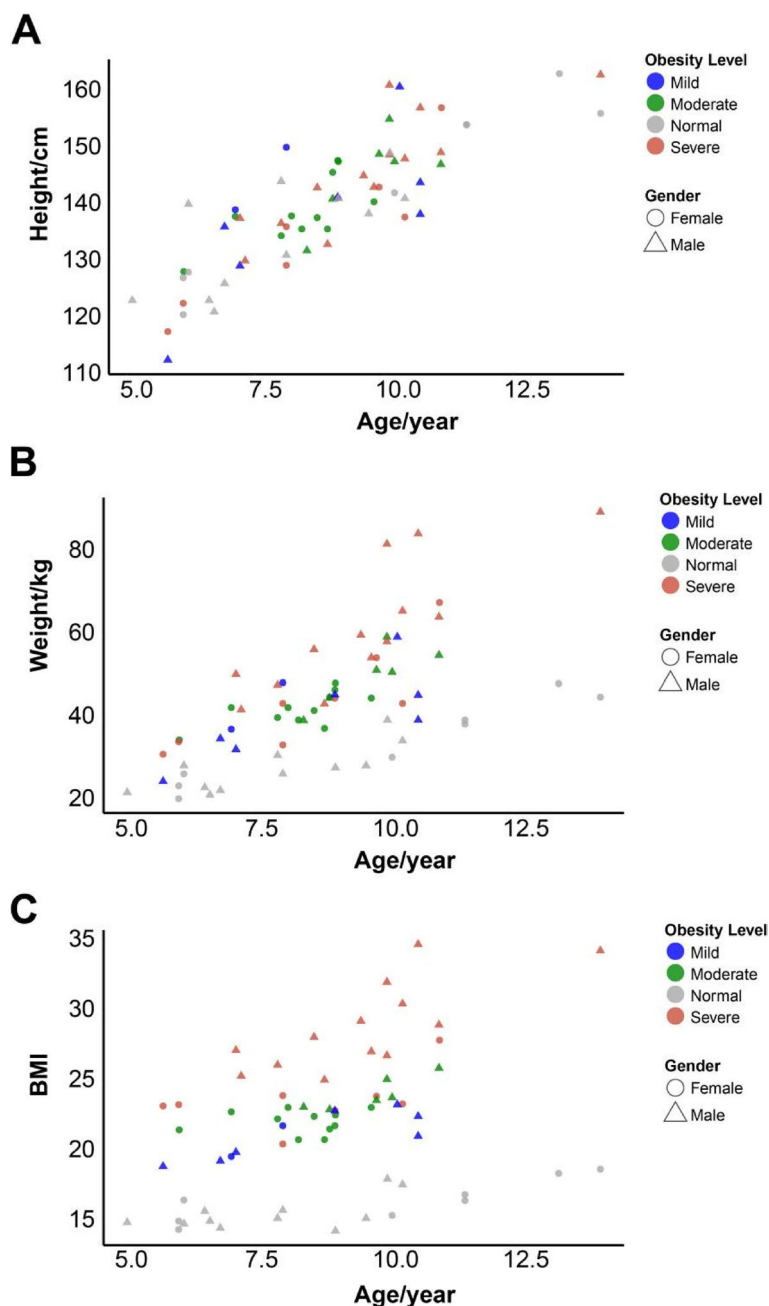 A
Height/cm
160
150
140
130
120
110
5.0 7.5 10.0 12.5
Age/year
Obesity Level
Mild
Moderate
Normal
Severe
Gender
Female
Male
B
Weight/kg
80
60
40
20
5.0 7.5 10.0 12.5
Age/year
Obesity Level
Mild
Moderate
Normal
Severe
Gender
Female
Male
C
BMI
35
30
25
20
15
5.0 7.5 10.0 12.5
Age/year
Obesity Level
Mild
Moderate
Normal
Severe
Gender
Female
Male